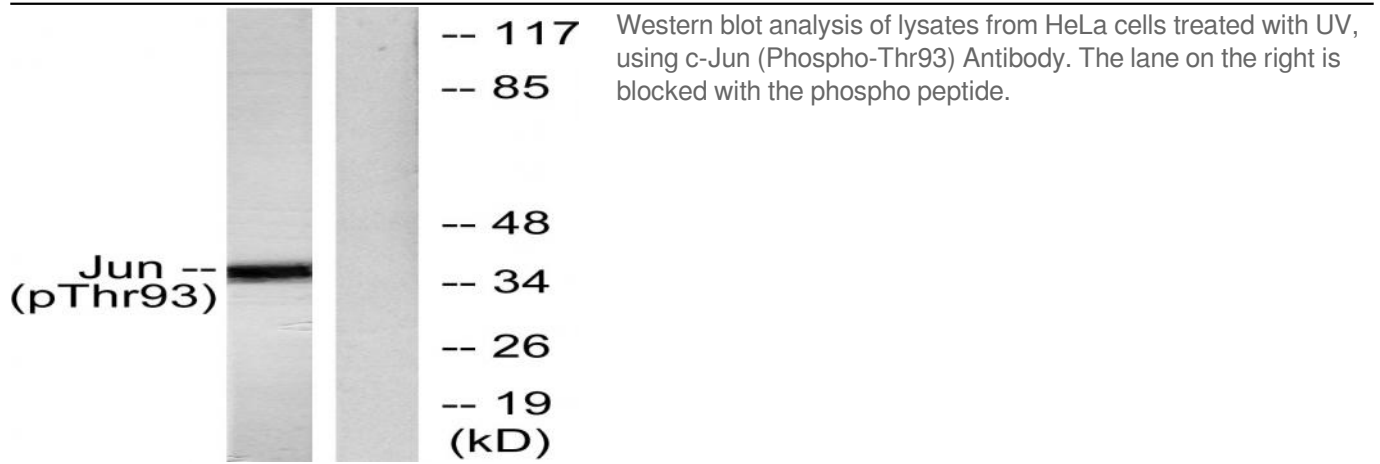 -- 117
-- 85
-- 48
Jun --
(pThr93)
-- 34
-- 26
-- 19
(kD)
Western blot analysis of lysates from HeLa cells treated with UV,
using c-Jun (Phospho-Thr93) Antibody. The lane on the right is
blocked with the phospho peptide.